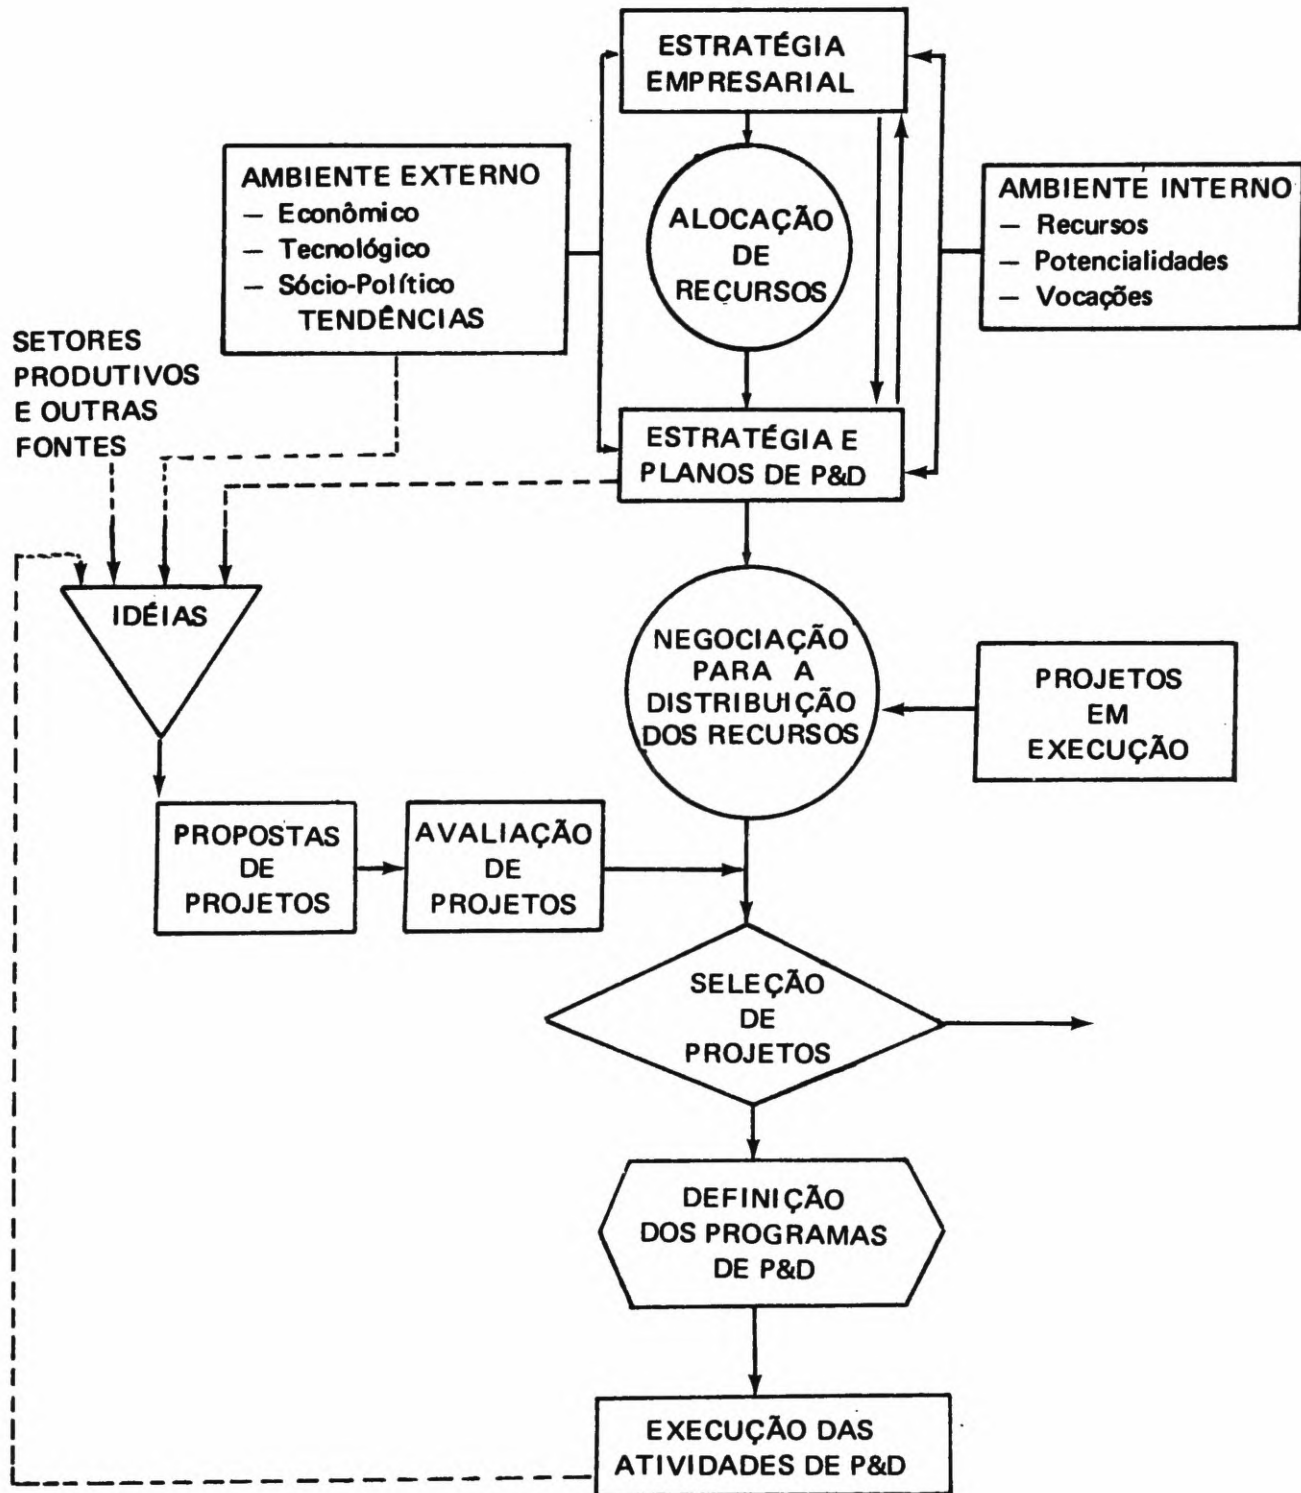 ESTRATÉGIA
EMPRESARIAL
AMBIENTE EXTERNO
— Econômico
— Tecnológico
— Sócio-Político
TENDÊNCIAS
ALOCAÇÃO
DE
RECURSOS
AMBIENTE INTERNO
— Recursos
— Potencialidades
— Vocações
SETORES
PRODUTIVOS
E OUTRAS
FONTES
ESTRATÉGIA E
PLANOS DE P&D
IDÉIAS
NEGOCIAÇÃO
PARA A
DISTRIBUIÇÃO
DOS RECURSOS
PROJETOS
EM
EXECUÇÃO
PROPOSTAS
DE
PROJETOS
AVALIAÇÃO
DE
PROJETOS
SELEÇÃO
DE
PROJETOS
DEFINIÇÃO
DOS PROGRAMAS
DE P&D
EXECUÇÃO DAS
ATIVIDADES DE P&D